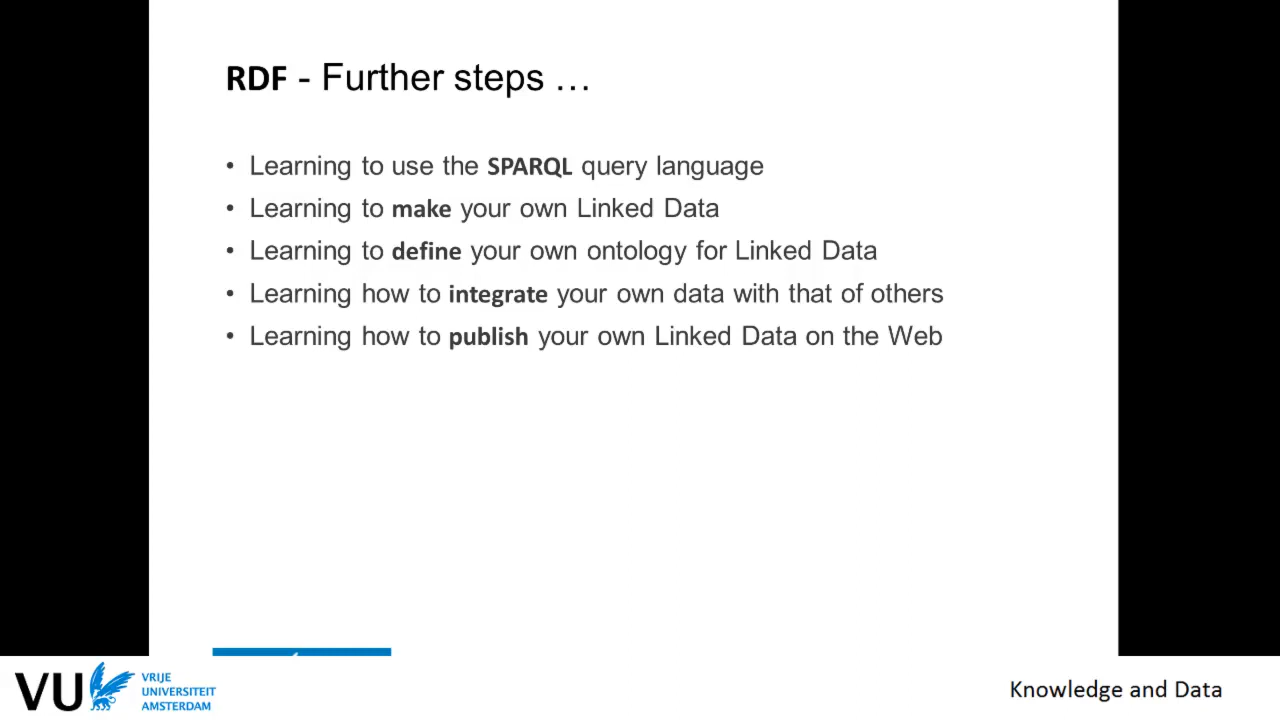 RDF - Further steps …
• Learning to use the SPARQL query language
• Learning to make your own Linked Data
• Learning to define your own ontology for Linked Data
• Learning how to integrate your own data with that of others
• Learning how to publish your own Linked Data on the Web
VU
VRIJE
UNIVERSITEIT
AMSTERDAM
Knowledge and Data